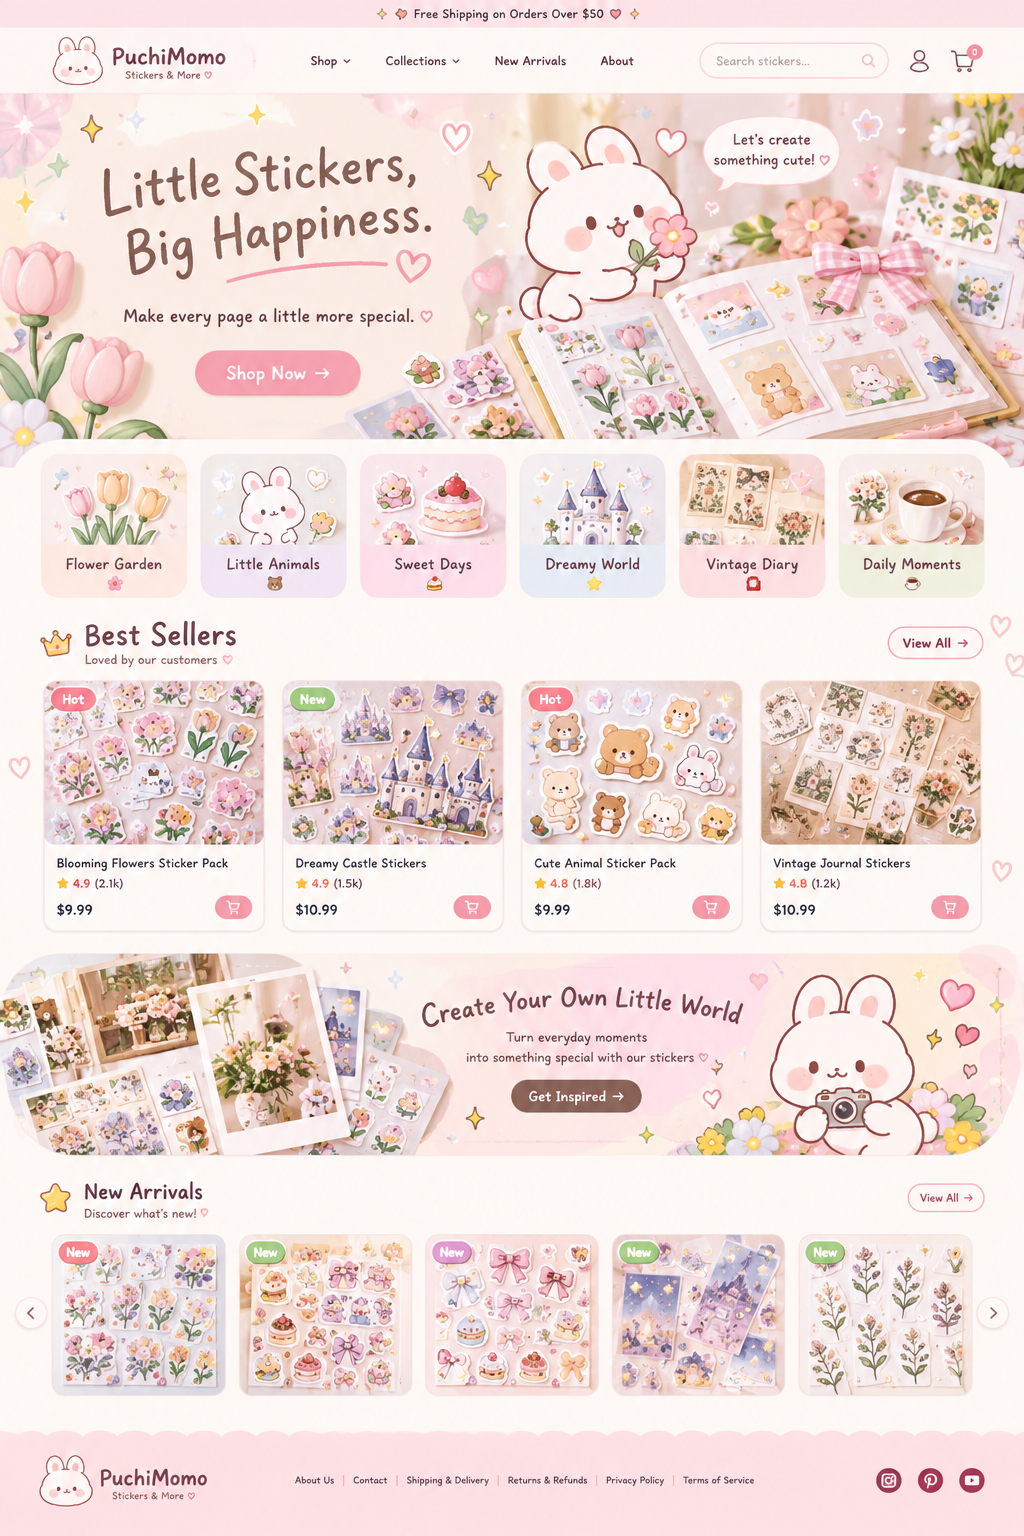 Free Shipping on Orders Over $50
PuchiMomo
Stickers & More
Shop
Collections
New Arrivals
About
Search stickers...
0
Little Stickers,
Big Happiness.
Make every page a little more special.
Shop Now →
Let's create
something cute!
Flower Garden
Little Animals
Sweet Days
Dreamy World
Vintage Diary
Daily Moments
Best Sellers
Loved by our customers
View All →
Hot
New
Hot
Blooming Flowers Sticker Pack
4.9 (2.1k)
$9.99
Dreamy Castle Stickers
4.9 (1.5k)
$10.99
Cute Animal Sticker Pack
4.8 (1.8k)
$9.99
Vintage Journal Stickers
4.8 (1.2k)
$10.99
Create Your Own Little World
Turn everyday moments
into something special with our stickers
Get Inspired →
New Arrivals
Discover what's new!
View All →
New
New
New
New
New
PuchiMomo
Stickers & More
About Us | Contact | Shipping & Delivery | Returns & Refunds | Privacy Policy | Terms of Service